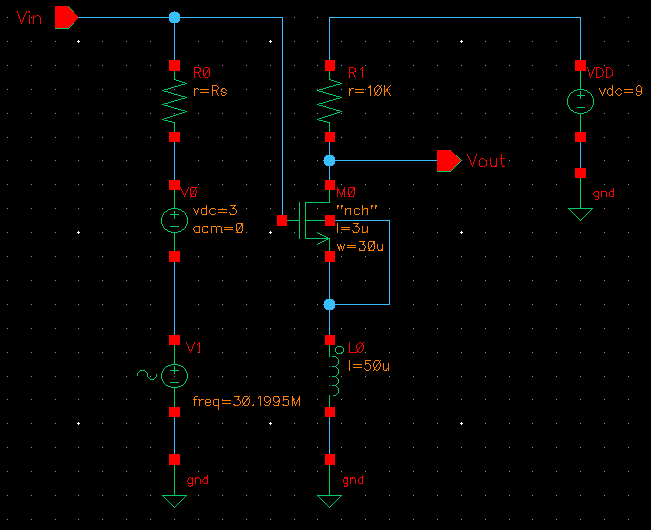 Vin
R0
r=Rs
R1
r=10K
VDD
vdc=9
Vout
V0
vdc=3
acm=0
M0
"nch"
l=3u
w=30u
gnd
V1
freq=30.1995M
L0
l=50u
gnd
gnd